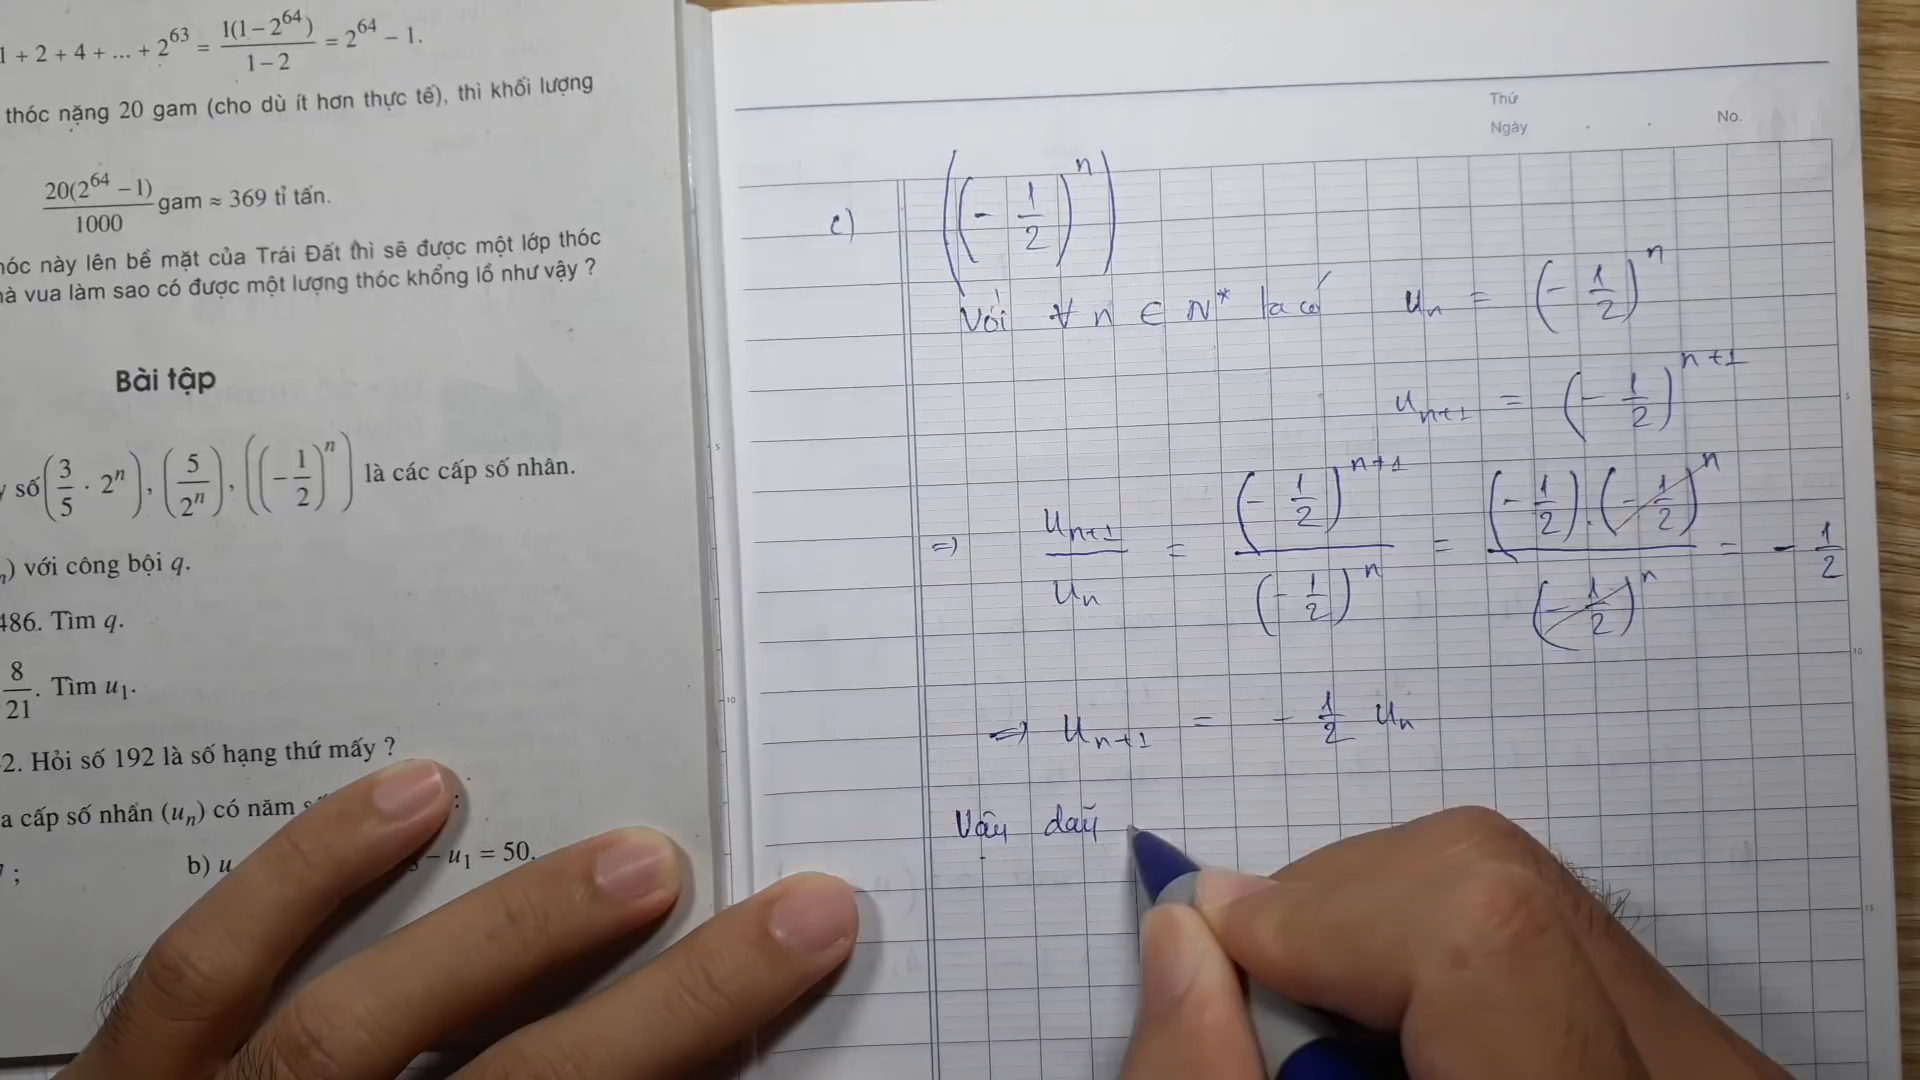 1 + 2 + 4 + ... + 2^63 = 1(1 − 2^64) / (1 − 2) = 2^64 − 1.
thóc nặng 20 gam (cho dù ít hơn thực tế), thì khối lượng
20(2^64 − 1) / 1000 gam ≈ 369 tỉ tấn.
này lên bề mặt của Trái Đất thì sẽ được một lớp thóc
vua làm sao có được một lượng thóc khổng lồ như vậy ?
Bài tập
số (3/5 · 2^n), (5/2^n), ((−1/2)^n) là các cấp số nhân.
) với công bội q.
486. Tìm q.
8/21. Tìm u₁.
2. Hỏi số 192 là số hạng thứ mấy ?
cấp số nhân (uₙ) có năm
;
b) u
− u₁ = 50.
Thứ
Ngày . . No.
c) ((−1/2)^n)
Với ∀ n ∈ N* ta có uₙ = (−1/2)^n
uₙ₊₁ = (−1/2)^(n+1)
⇒ uₙ₊₁/uₙ = (−1/2)^(n+1) / (−1/2)^n = (−1/2).(−1/2)^n / (−1/2)^n = −1/2
⇒ uₙ₊₁ = −1/2 uₙ
Vậy dãy
5
10
15
5
10